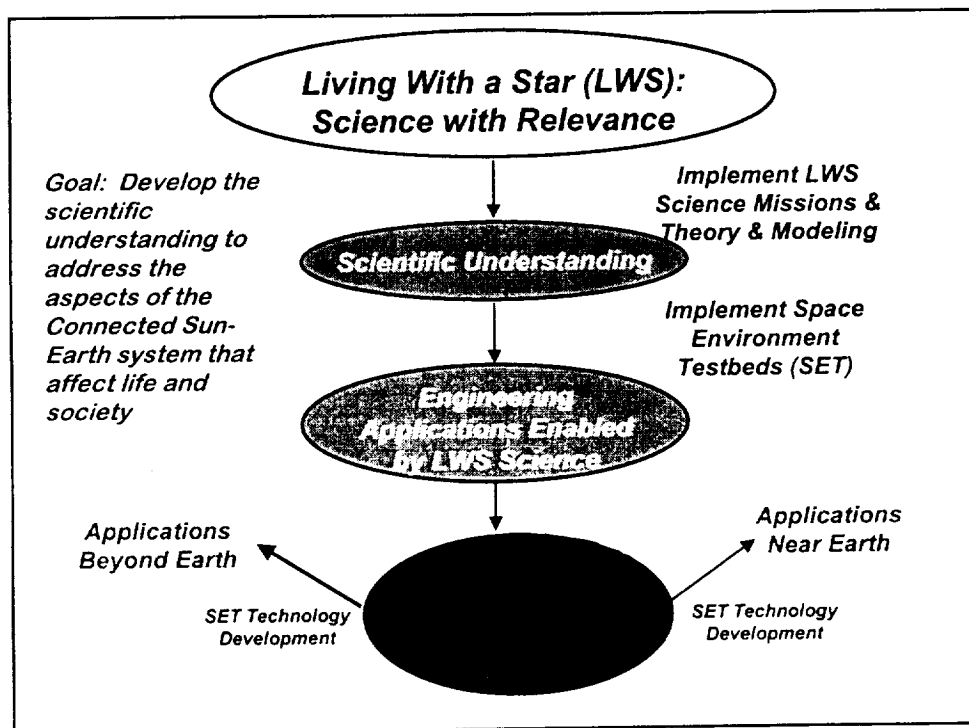 Living With a Star (LWS):
Science with Relevance
Goal: Develop the
scientific
understanding to
address the
aspects of the
Connected Sun-
Earth system that
affect life and
society
Implement LWS
Science Missions &
Theory & Modeling
Scientific Understanding
Implement Space
Environment
Testbeds (SET)
Engineering
Applications Enabled
by LWS Science
Applications
Beyond Earth
Applications
Near Earth
SET Technology
Development
SET Technology
Development